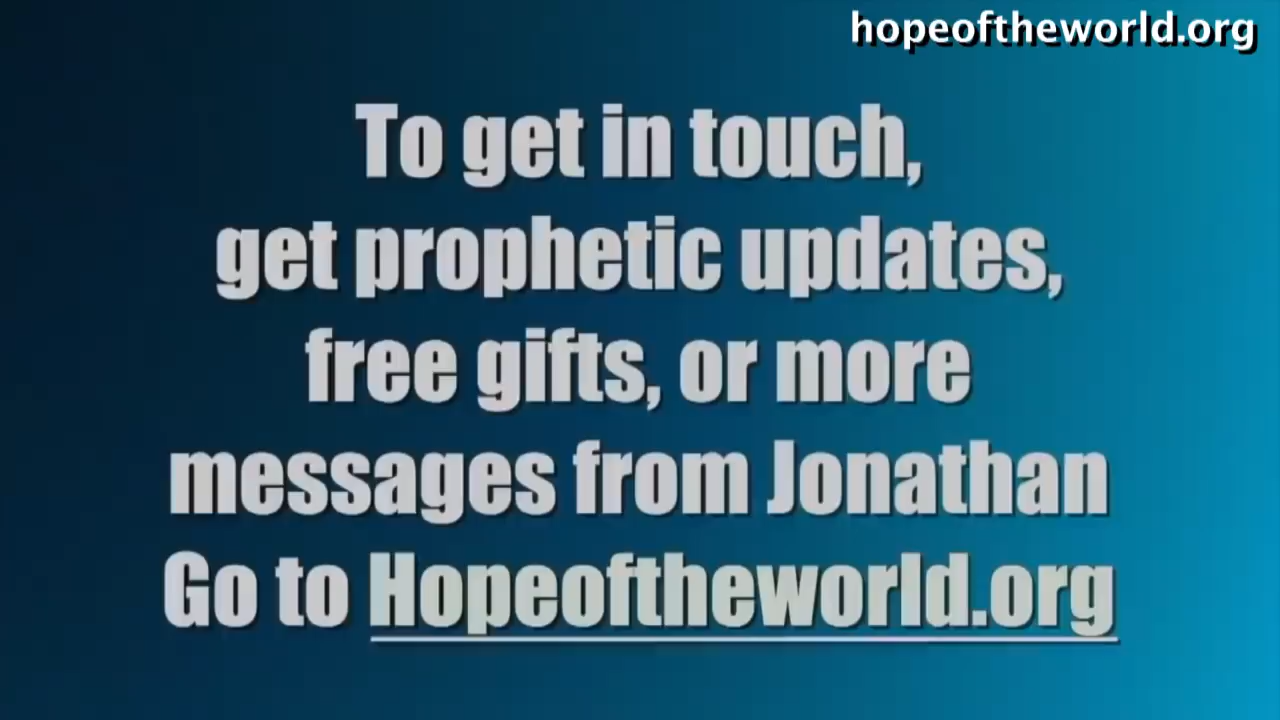 hopeoftheworld.org
To get in touch,
get prophetic updates,
free gifts, or more
messages from Jonathan
Go to Hopeoftheworld.org